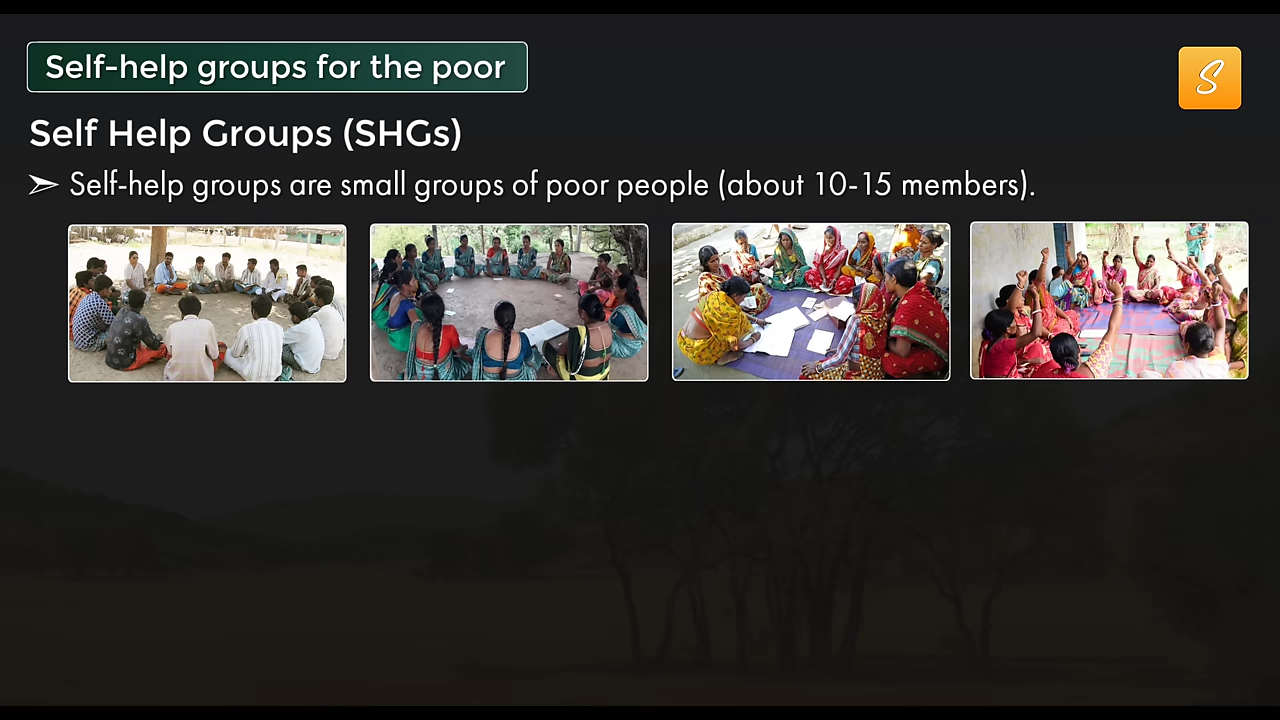 Self-help groups for the poor
S
Self Help Groups (SHGs)
➢ Self-help groups are small groups of poor people (about 10-15 members).